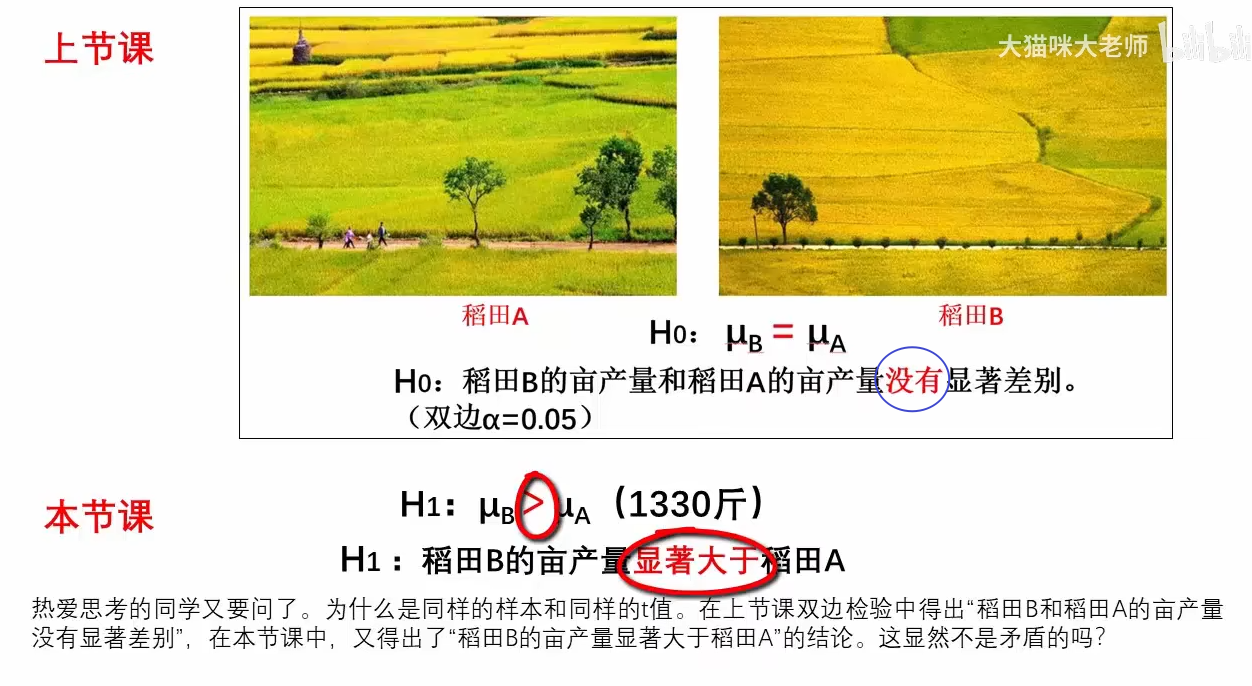 上节课
大猫咪大老师 bilibili
稻田A
稻田B
H0： μB = μA
H0：稻田B的亩产量和稻田A的亩产量没有显著差别。
（双边α=0.05）
本节课
H1：μB > μA（1330斤）
H1：稻田B的亩产量显著大于稻田A
热爱思考的同学又要问了。为什么是同样的样本和同样的t值。在上节课双边检验中得出“稻田B和稻田A的亩产量
没有显著差别”，在本节课中，又得出了“稻田B的亩产量显著大于稻田A”的结论。这显然不是矛盾的吗？